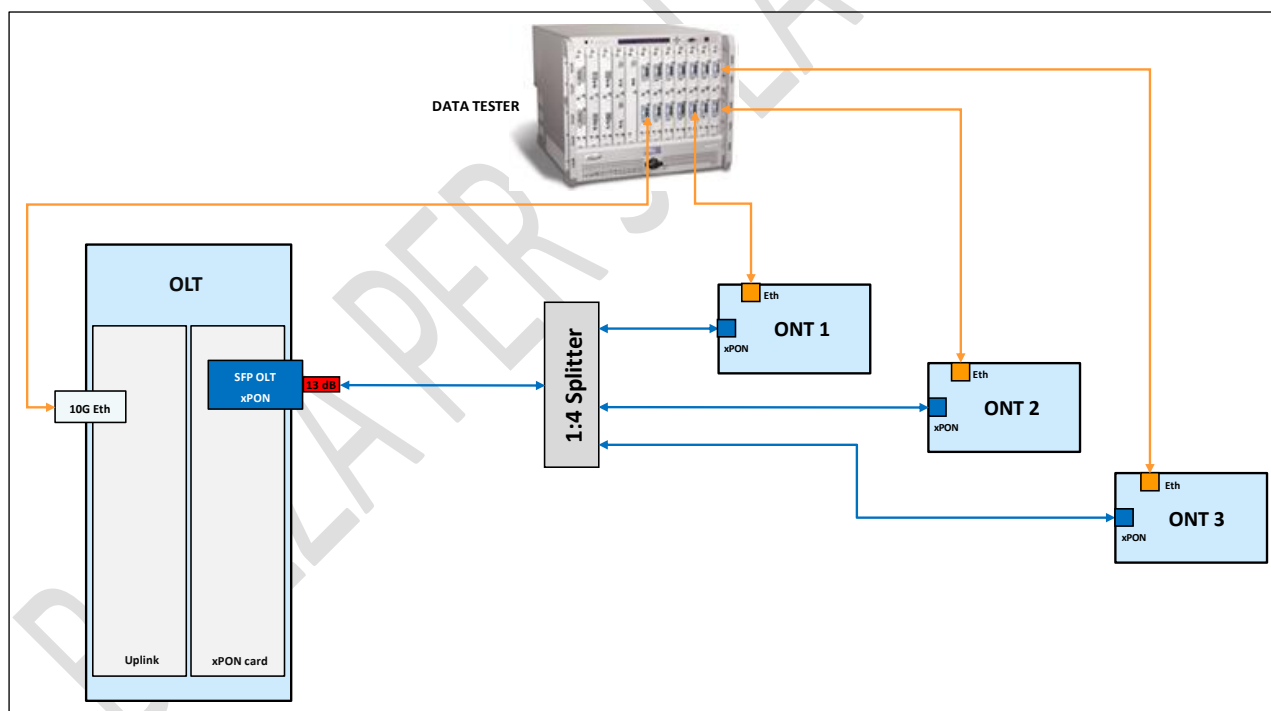 DATA TESTER
OLT
SFP OLT
xPON
13 dB
10G Eth
Uplink
xPON card
1:4 Splitter
Eth
ONT 1
xPON
Eth
ONT 2
xPON
Eth
ONT 3
xPON